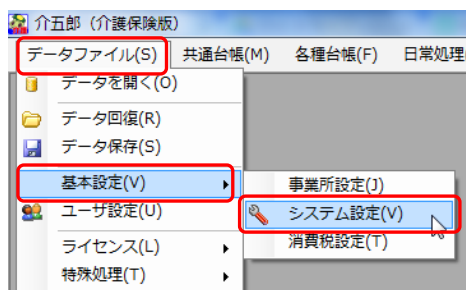 介五郎（介護保険版）
データファイル(S) 共通台帳(M) 各種台帳(F) 日常処理
データを開く(O)
データ回復(R)
データ保存(S)
基本設定(V) 事業所設定(J)
ユーザ設定(U) システム設定(V)
消費税設定(T)
ライセンス(L)
特殊処理(T)